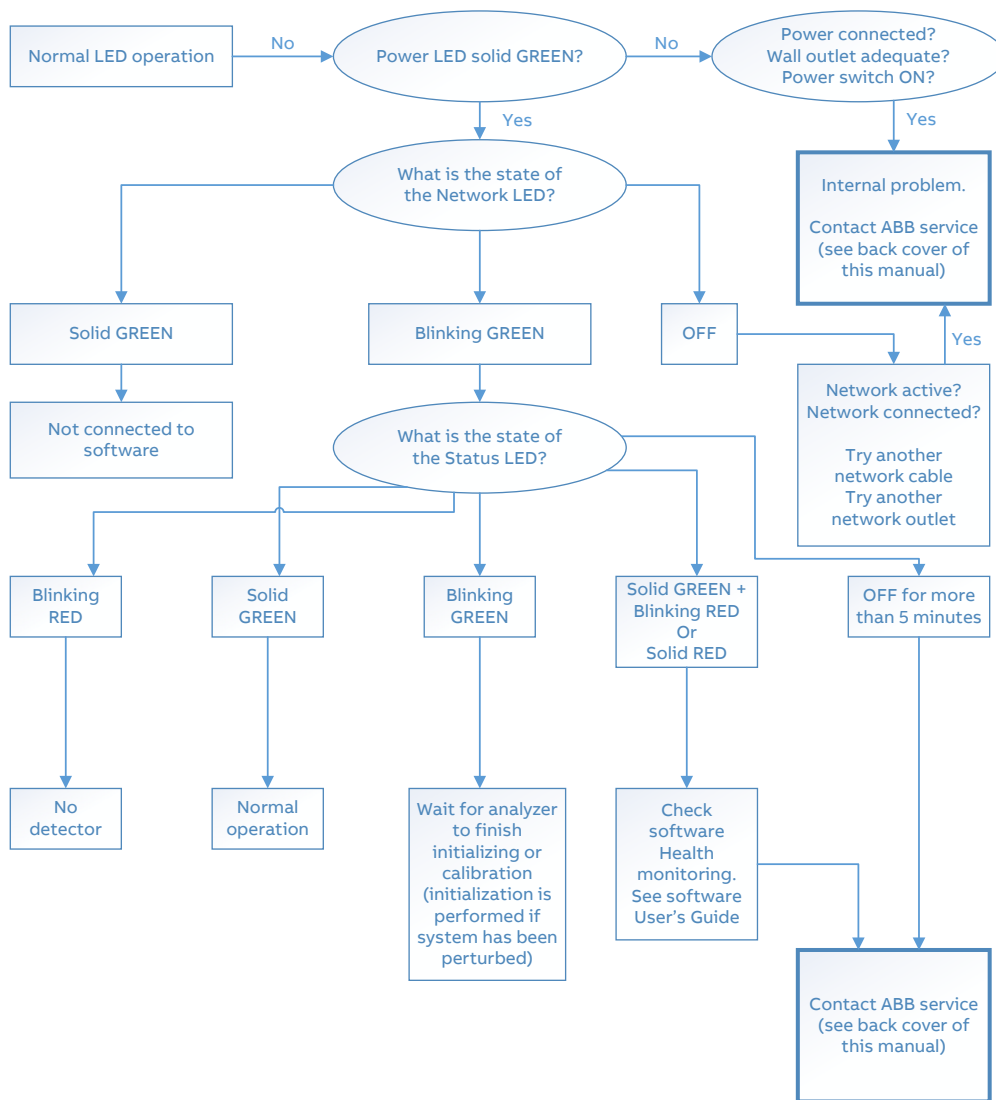 Normal LED operation
No
Power LED solid GREEN?
No
Power connected?
Wall outlet adequate?
Power switch ON?
Yes
Yes
What is the state of
the Network LED?
Internal problem.
Contact ABB service
(see back cover of
this manual)
Solid GREEN
Blinking GREEN
OFF
Yes
Not connected to
software
What is the state of
the Status LED?
Network active?
Network connected?
Try another
network cable
Try another
network outlet
Blinking
RED
Solid
GREEN
Blinking
GREEN
Solid GREEN +
Blinking RED
Or
Solid RED
OFF for more
than 5 minutes
No
detector
Normal
operation
Wait for analyzer
to finish
initializing or
calibration
(initialization is
performed if
system has been
perturbed)
Check
software
Health
monitoring.
See software
User's Guide
Contact ABB service
(see back cover of
this manual)